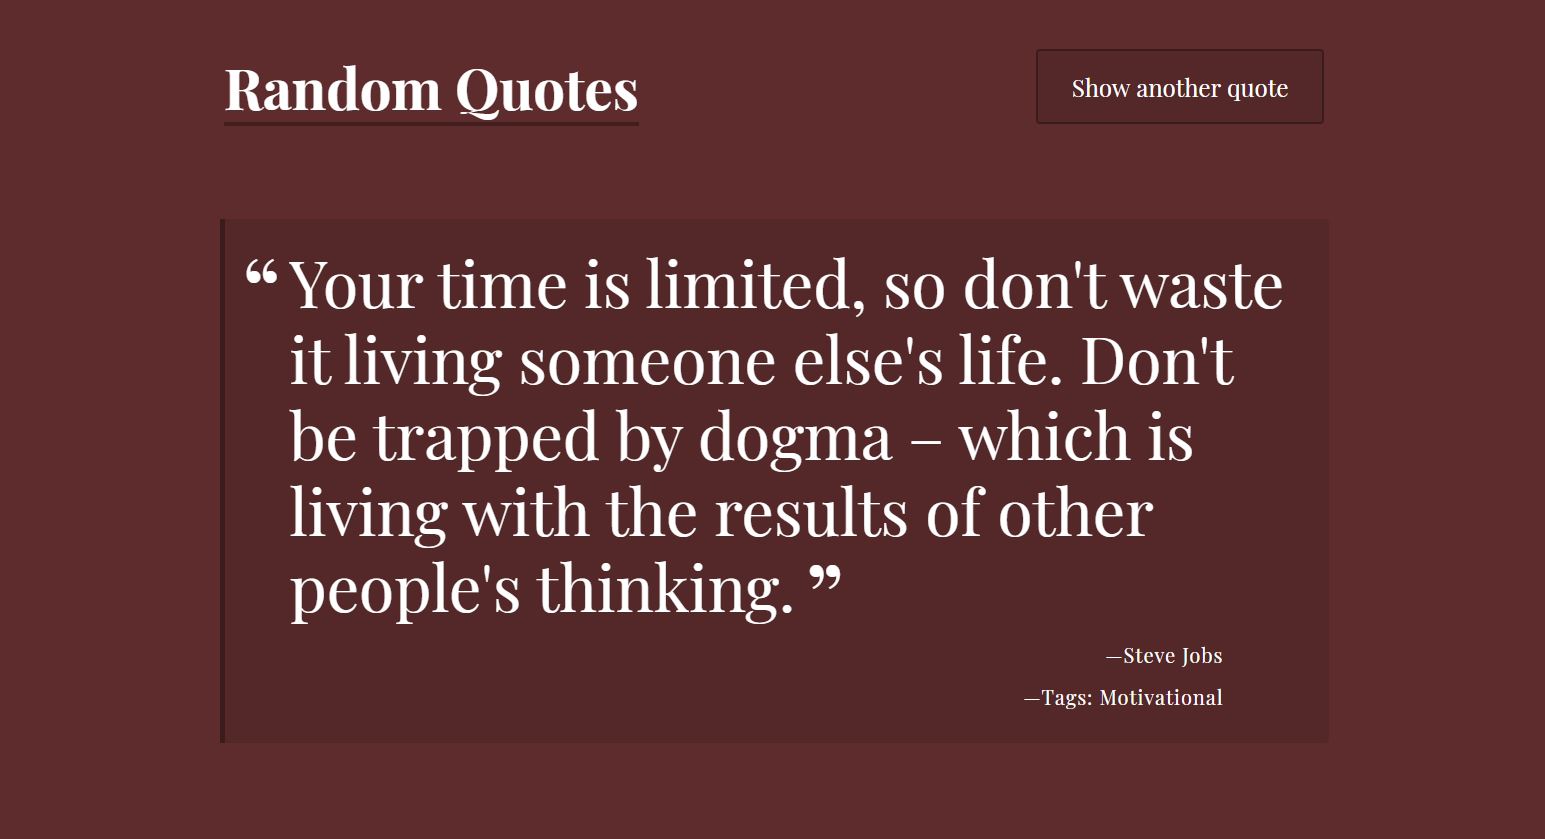 Random Quotes
Show another quote
“ Your time is limited, so don't waste
it living someone else's life. Don't
be trapped by dogma – which is
living with the results of other
people's thinking. ”
—Steve Jobs
—Tags: Motivational